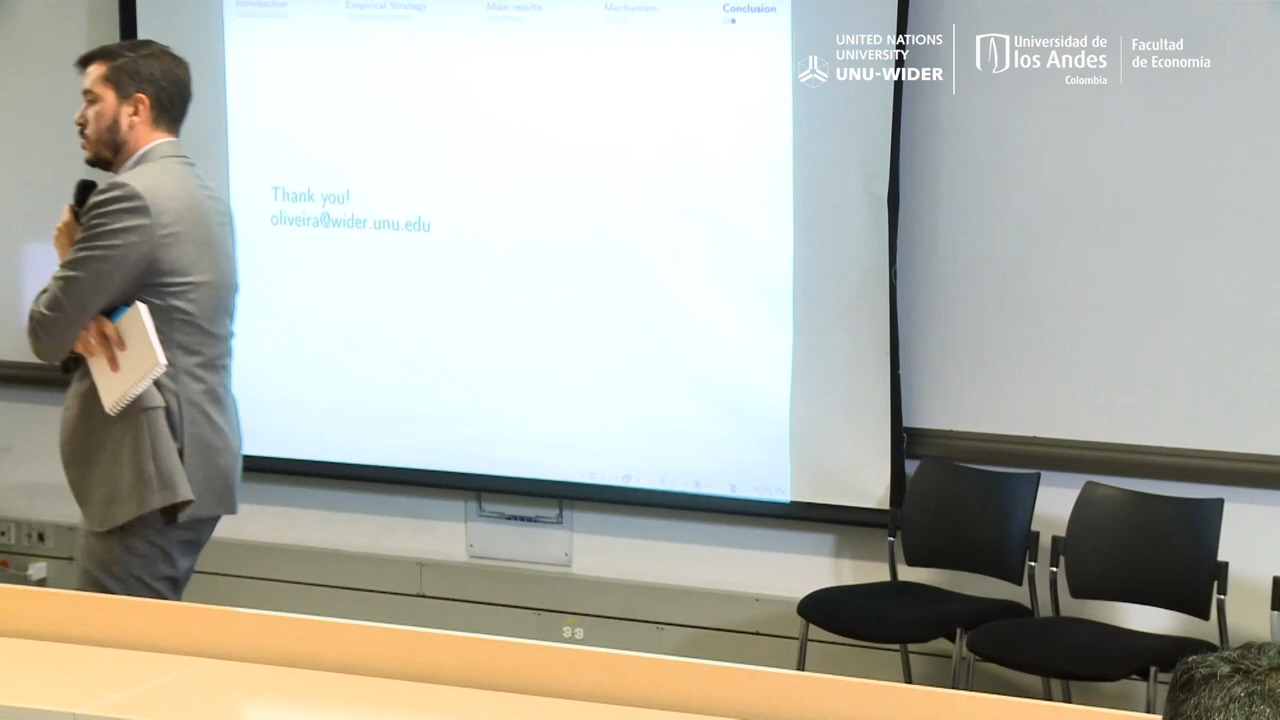 Introduction
Empirical Strategy
Main results
Mechanism
Conclusion
Thank you!
oliveira@wider.unu.edu
UNITED NATIONS
UNIVERSITY
UNU-WIDER
Universidad de
los Andes
Colombia
Facultad
de Economía
33